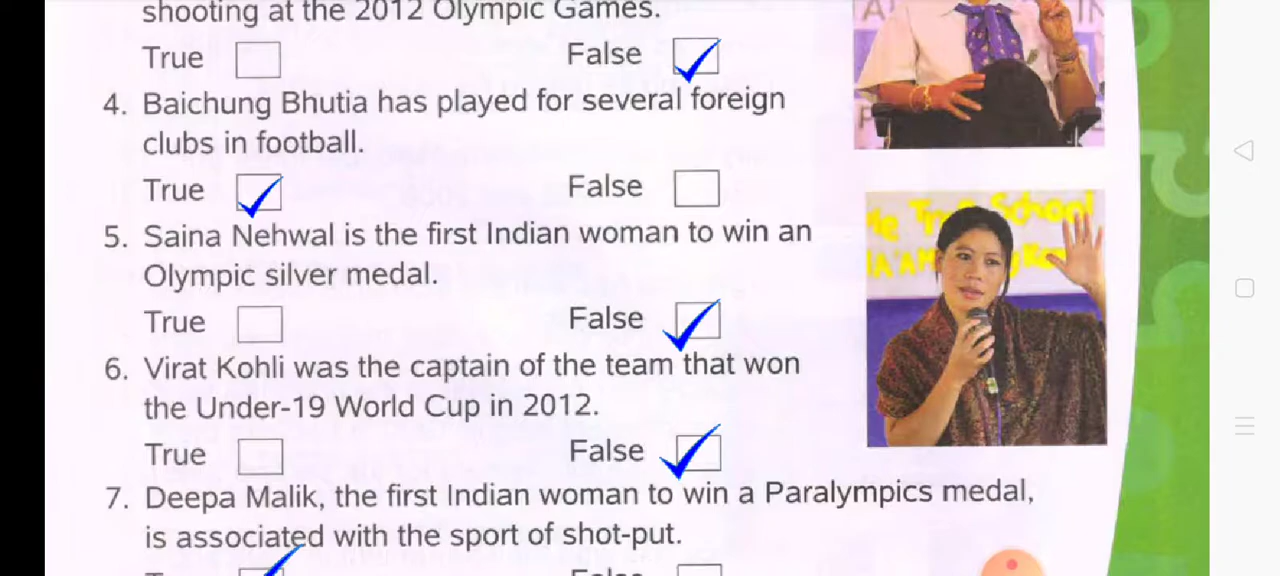 shooting at the 2012 Olympic Games.
True False
4. Baichung Bhutia has played for several foreign
clubs in football.
True False
5. Saina Nehwal is the first Indian woman to win an
Olympic silver medal.
True False
6. Virat Kohli was the captain of the team that won
the Under-19 World Cup in 2012.
True False
7. Deepa Malik, the first Indian woman to win a Paralympics medal,
is associated with the sport of shot-put.
True False
School